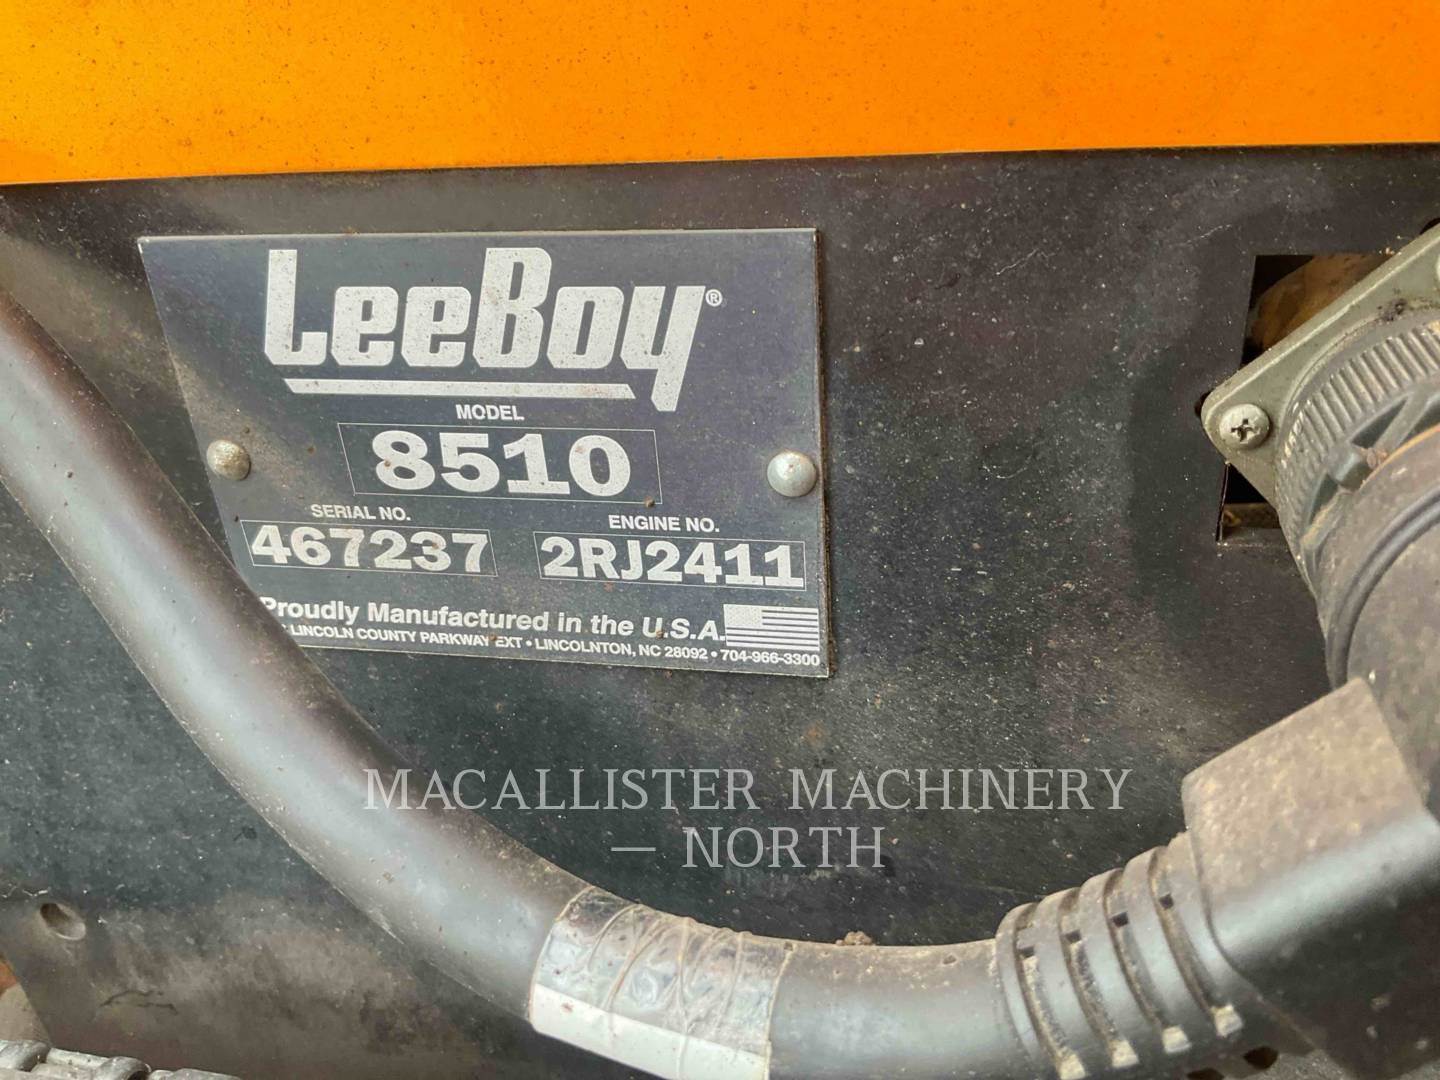 LeeBoy®
MODEL
8510
SERIAL NO.
467237
ENGINE NO.
2RJ2411
Proudly Manufactured in the U.S.A.
LINCOLN COUNTY PARKWAY EXT • LINCOLNTON, NC 28092 • 704-966-3300
MACALLISTER MACHINERY
— NORTH